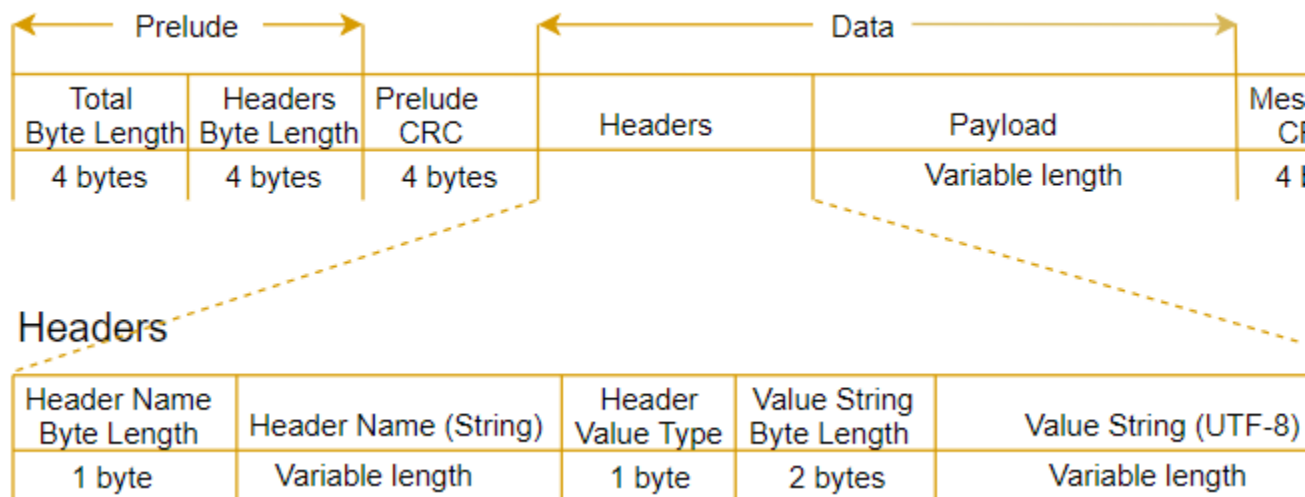 Prelude
Data
Total
Byte Length
Headers
Byte Length
Prelude
CRC
Headers
Payload
4 bytes
4 bytes
4 bytes
Variable length
4
Headers
Header Name
Byte Length
Header Name (String)
Header
Value Type
Value String
Byte Length
Value String (UTF-8)
1 byte
Variable length
1 byte
2 bytes
Variable length